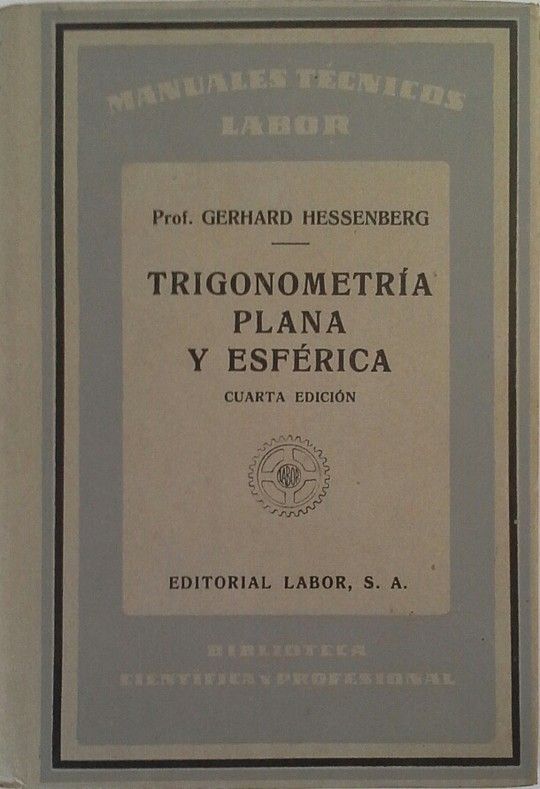 MANUALES TÉCNICOS
LABOR
Prof. GERHARD HESSENBERG
TRIGONOMETRÍA
PLANA
Y ESFÉRICA
CUARTA EDICIÓN
LABOR
EDITORIAL LABOR, S. A.
BIBLIOTECA
CIENTÍFICA Y PROFESIONAL